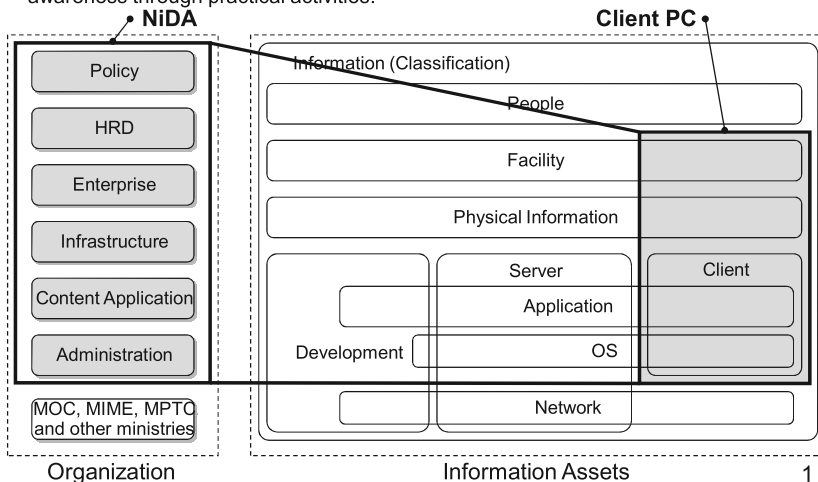 awareness through practical activities.
NiDA
Client PC
Policy
HRD
Enterprise
Infrastructure
Content Application
Administration
MOC, MIME, MPTC
and other ministries
Organization
Information (Classification)
People
Facility
Physical Information
Server
Client
Application
Development
OS
Network
Information Assets
1